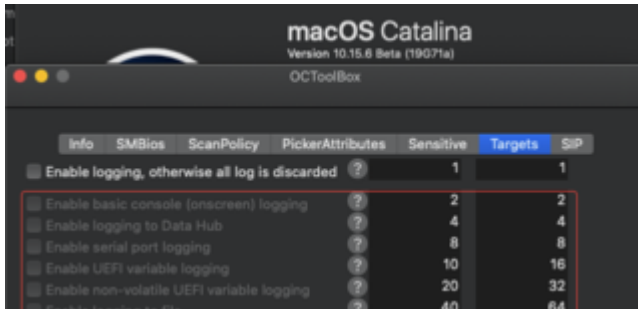 macOS Catalina
Version 10.15.6 Beta (19G71a)
OCToolBox
Info SMBios ScanPolicy PickerAttributes Sensitive Targets SIP
Enable logging, otherwise all log is discarded ? 1 1
Enable basic console (onscreen) logging ? 2 2
Enable logging to Data Hub ? 4 4
Enable serial port logging ? 8 8
Enable UEFI variable logging ? 10 16
Enable non-volatile UEFI variable logging ? 20 32
Enable logging to ? 40 64